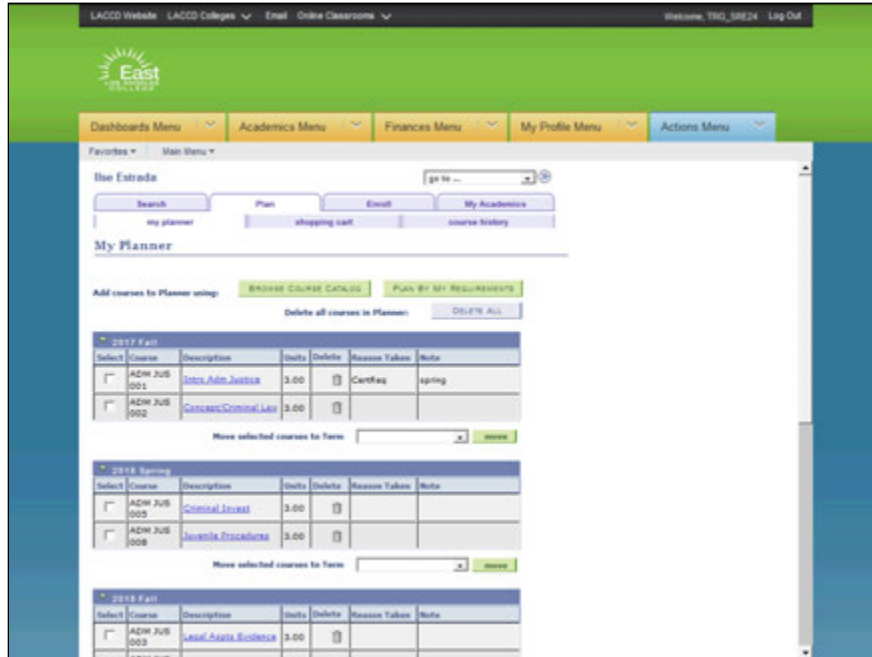 LACCD Website LACCD Colleges Email Online Classrooms Welcome, TRG_SRE24 Log Out
East
LOS ANGELES
COLLEGE
Dashboards Menu Academics Menu Finances Menu My Profile Menu Actions Menu
Favorites Main Menu
Estrada go to ...
Search Plan Enroll My Academics
my planner shopping cart course history
My Planner
Add courses to Planner using: BROWSE COURSE CATALOG PLAN BY MY REQUIREMENTS
Delete all courses in Planner: DELETE ALL
2017 Fall
Select Course Description Units Delete Reason Taken Note
ADM JUS 001 Intro Adm Justice 3.00 CertReq spring
ADM JUS 002 Concept/Criminal Law 3.00
Move selected courses to Term move
2018 Spring
Select Course Description Units Delete Reason Taken Note
ADM JUS 005 Criminal Invest 3.00
ADM JUS 008 Juvenile Procedures 3.00
Move selected courses to Term move
2018 Fall
Select Course Description Units Delete Reason Taken Note
ADM JUS 003 Legal Aspts Evidence 3.00